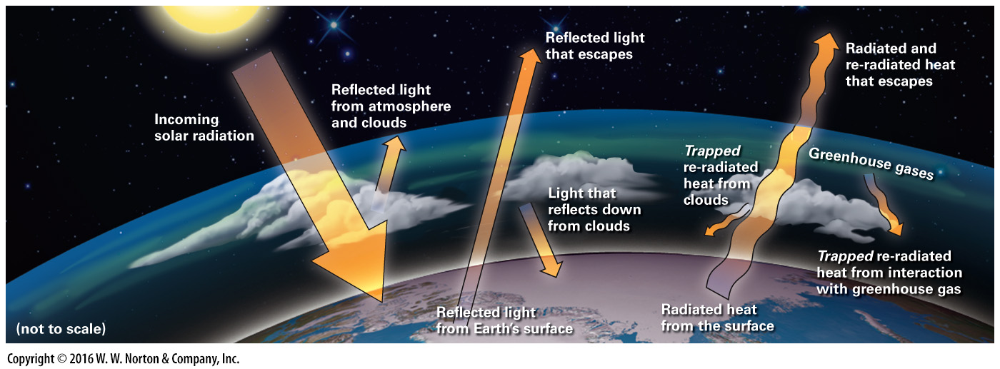 Incoming
solar radiation
Reflected light
from atmosphere
and clouds
Reflected light
that escapes
Light that
reflects down
from clouds
Reflected light
from Earth's surface
Radiated and
re-radiated heat
that escapes
Trapped
re-radiated
heat from
clouds
Greenhouse gases
Trapped re-radiated
heat from interaction
with greenhouse gas
Radiated heat
from the surface
(not to scale)
Copyright © 2016 W. W. Norton & Company, Inc.